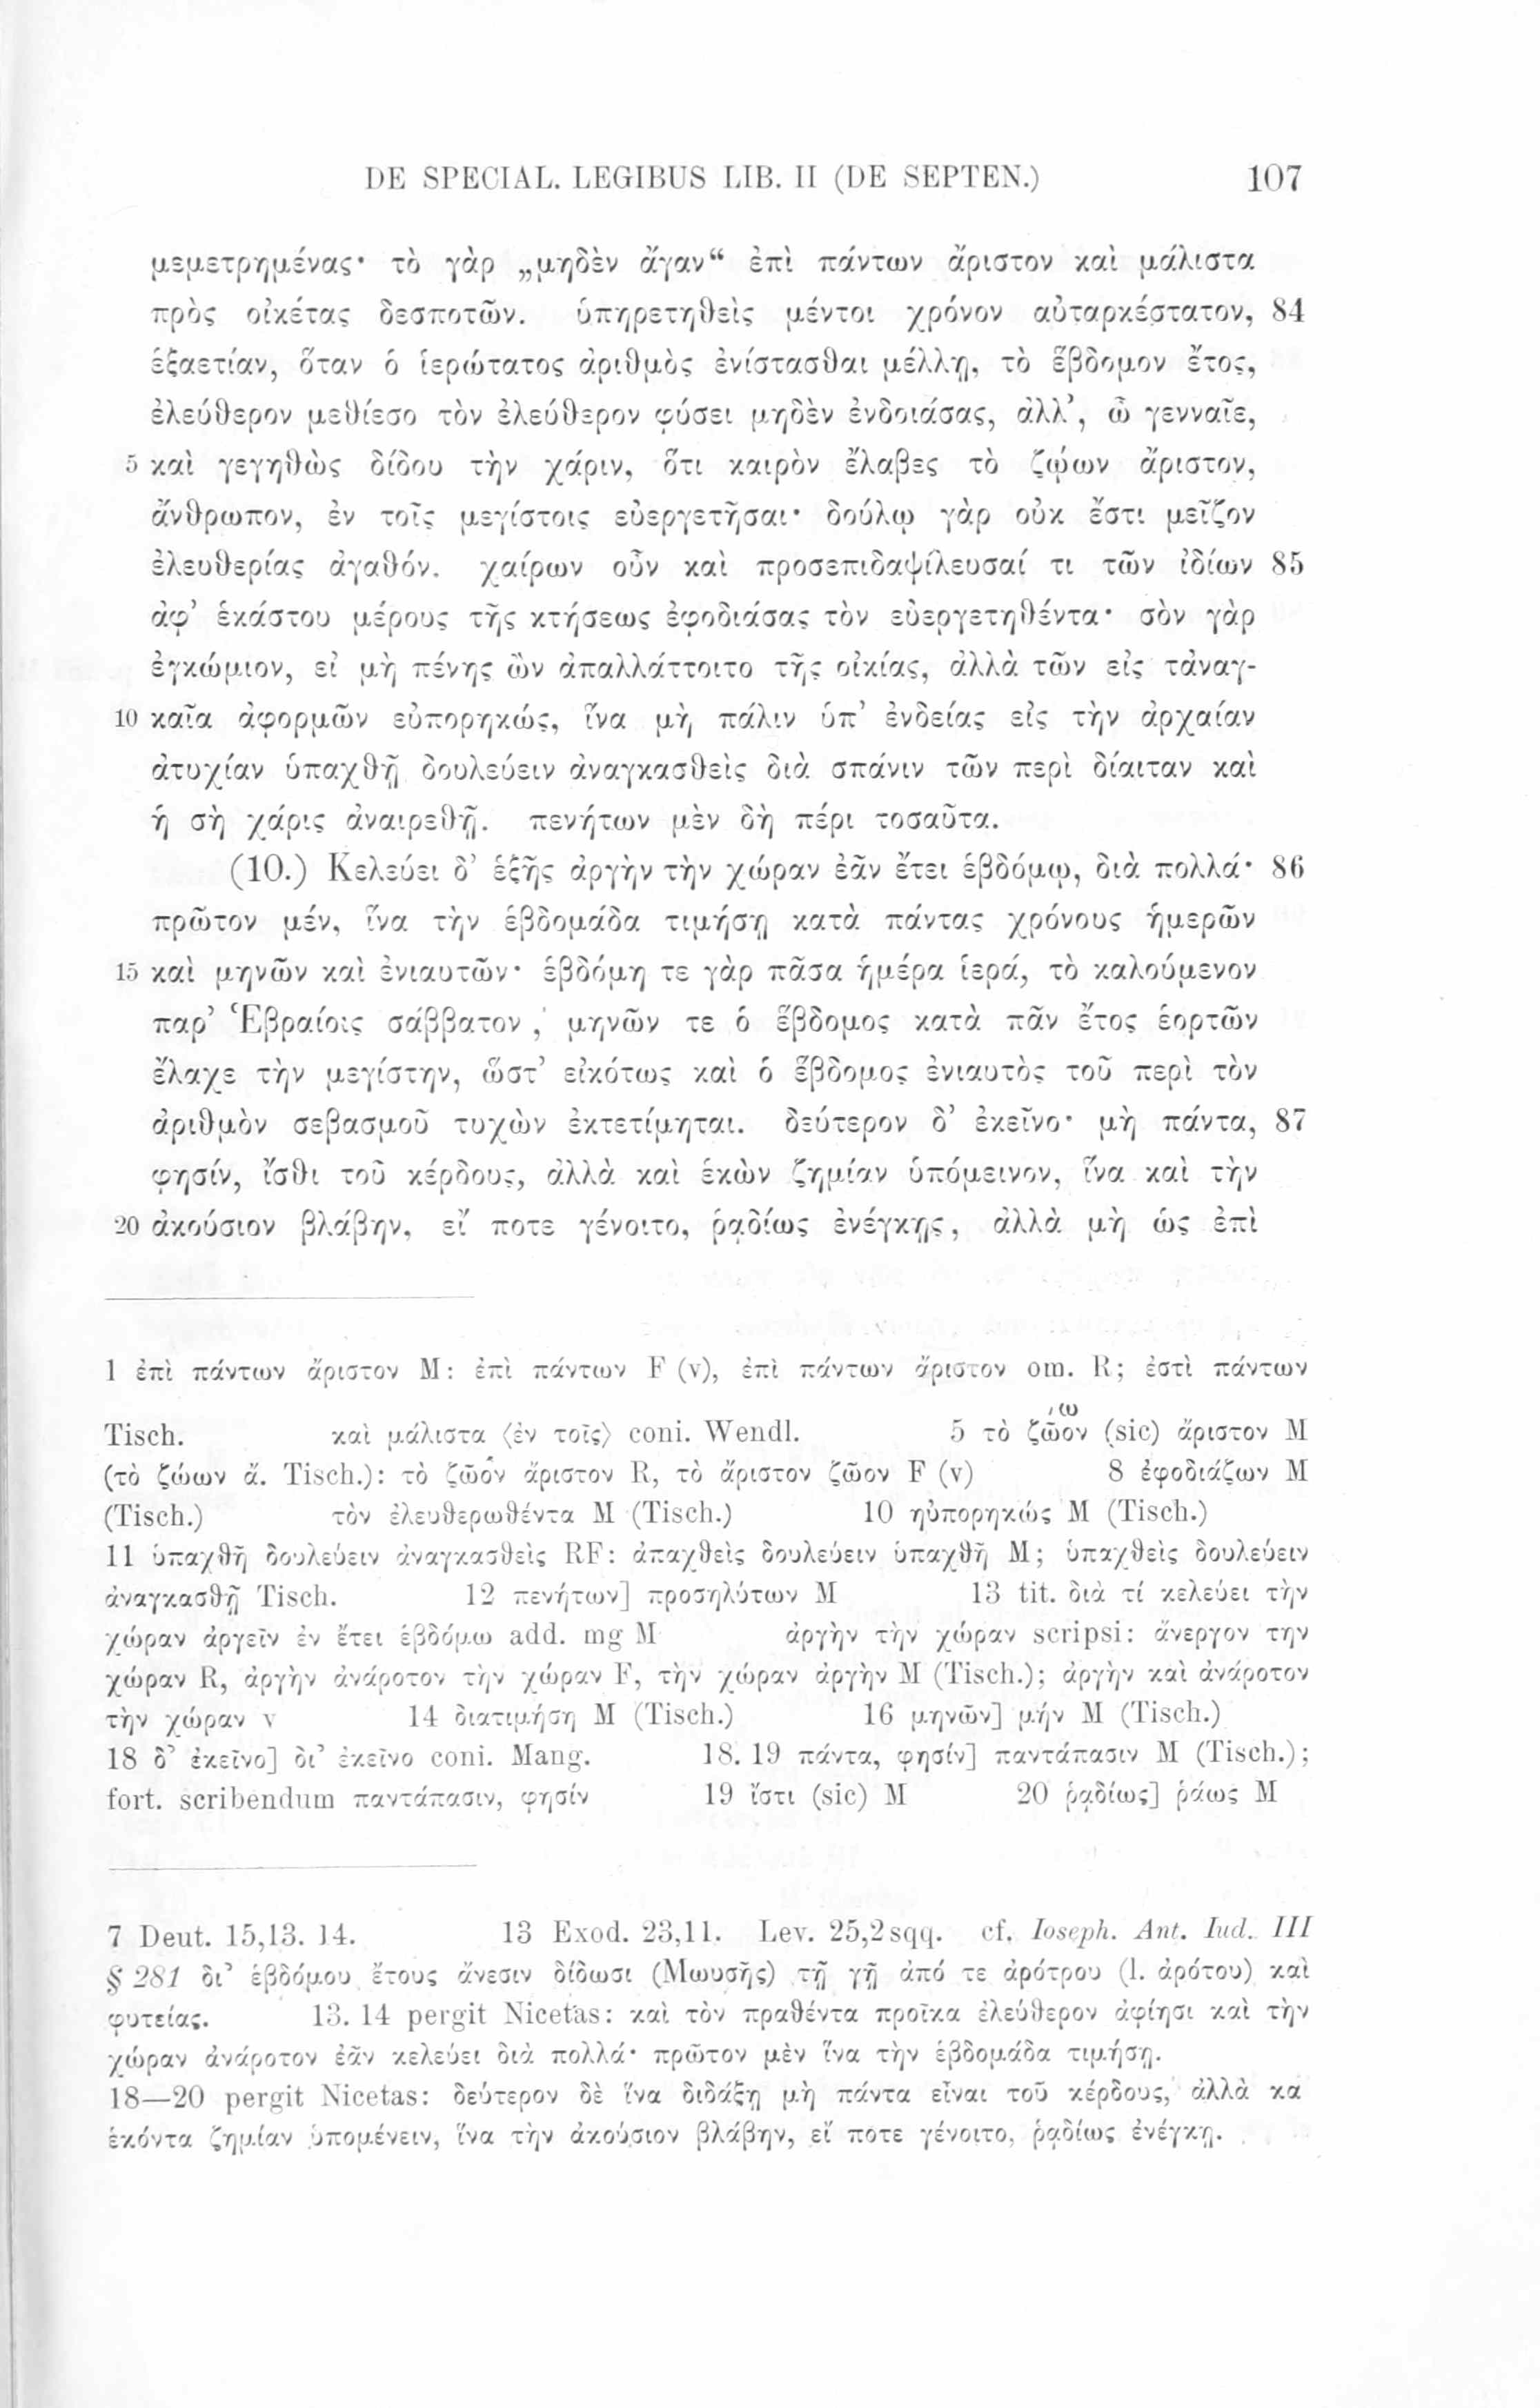 DE SPECIAL. LEGIBUS LIB. II (DE SEPTEN.) 107
μεμετρημένας· τὸ γὰρ „μηδὲν ἄγαν“ ἐπὶ πάντων ἄριστον καὶ μάλιστα
πρὸς οἰκέτας δεσποτῶν. ὑπηρετηθεὶς μέντοι χρόνον αὐταρκέστατον, 84
ἑξαετίαν, ὅταν ὁ ἱερώτατος ἀριθμὸς ἐνίστασθαι μέλλῃ, τὸ ἕβδομον ἔτος,
ἐλεύθερον μεθίεσο τὸν ἐλεύθερον φύσει μηδὲν ἐνδοιάσας, ἀλλ’, ὦ γενναῖε,
5 καὶ γεγηθὼς δίδου τὴν χάριν, ὅτι καιρὸν ἔλαβες τὸ ζῴων ἄριστον,
ἄνθρωπον, ἐν τοῖς μεγίστοις εὐεργετῆσαι· δούλῳ γὰρ οὐκ ἔστι μεῖζον
ἐλευθερίας ἀγαθόν. χαίρων οὖν καὶ προσεπιδαψίλευσαί τι τῶν ἰδίων 85
ἀφ’ ἑκάστου μέρους τῆς κτήσεως ἐφοδιάσας τὸν εὐεργετηθέντα· σὸν γὰρ
ἐγκώμιον, εἰ μὴ πένης ὢν ἀπαλλάττοιτο τῆς οἰκίας, ἀλλὰ τῶν εἰς τἀναγ-
10 καῖα ἀφορμῶν εὐπορηκώς, ἵνα μὴ πάλιν ὑπ’ ἐνδείας εἰς τὴν ἀρχαίαν
ἀτυχίαν ὑπαχθῇ δουλεύειν ἀναγκασθεὶς διὰ σπάνιν τῶν περὶ δίαιταν καὶ
ἡ σὴ χάρις ἀναιρεθῇ. πενήτων μὲν δὴ πέρι τοσαῦτα.
(10.) Κελεύει δ’ ἑξῆς ἀργὴν τὴν χώραν ἐᾶν ἔτει ἑβδόμῳ, διὰ πολλά· 86
πρῶτον μέν, ἵνα τὴν ἑβδομάδα τιμήσῃ κατὰ πάντας χρόνους ἡμερῶν
15 καὶ μηνῶν καὶ ἐνιαυτῶν· ἑβδόμη τε γὰρ πᾶσα ἡμέρα ἱερά, τὸ καλούμενον
παρ’ Ἑβραίοις σάββατον, μηνῶν τε ὁ ἕβδομος κατὰ πᾶν ἔτος ἑορτῶν
ἔλαχε τὴν μεγίστην, ὥστ’ εἰκότως καὶ ὁ ἕβδομος ἐνιαυτὸς τοῦ περὶ τὸν
ἀριθμὸν σεβασμοῦ τυχὼν ἐκτετίμηται. δεύτερον δ’ ἐκεῖνο· μὴ πάντα, 87
φησίν, ἴσθι τοῦ κέρδους, ἀλλὰ καὶ ἑκὼν ζημίαν ὑπόμεινον, ἵνα καὶ τὴν
20 ἀκούσιον βλάβην, εἴ ποτε γένοιτο, ῥᾳδίως ἐνέγκῃς, ἀλλὰ μὴ ὡς ἐπὶ
1 ἐπὶ πάντων ἄριστον M: ἐπὶ πάντων F (v), ἐπὶ πάντων ἄριστον om. R; ἐστὶ πάντων
Tisch. καὶ μάλιστα ⟨ἐν τοῖς⟩ coni. Wendl. 5 τὸ ζῶον (sic) ἄριστον M
(τὸ ζώων ἄ. Tisch.): τὸ ζῶον ἄριστον R, τὸ ἄριστον ζῶον F (v) 8 ἐφοδιάζων M
(Tisch.) τὸν ἐλευθερωθέντα M (Tisch.) 10 ηὐπορηκώς M (Tisch.)
11 ὑπαχθῇ δουλεύειν ἀναγκασθεὶς RF: ἀπαχθεὶς δουλεύειν ὑπαχθῇ M; ὑπαχθεὶς δουλεύειν
ἀναγκασθῇ Tisch. 12 πενήτων] προσηλύτων M 13 tit. διὰ τί κελεύει τὴν
χώραν ἀργεῖν ἐν ἔτει ἑβδόμω add. mg M ἀργὴν τὴν χώραν scripsi: ἄνεργον την
χώραν R, ἀργὴν ἀνάροτον τὴν χώραν F, τὴν χώραν ἀργὴν M (Tisch.); ἀργὴν καὶ ἀνάροτον
τὴν χώραν v 14 διατιμήση M (Tisch.) 16 μηνῶν] μήν M (Tisch.)
18 δ’ ἐκεῖνο] δι’ ἐκεῖνο coni. Mang. 18. 19 πάντα, φησίν] παντάπασιν M (Tisch.);
fort. scribendum παντάπασιν, φησίν 19 ἴστι (sic) M 20 ῥᾳδίως] ῥάως M
7 Deut. 15,13. 14. 13 Exod. 23,11. Lev. 25,2 sqq. cf. Ioseph. Ant. Iud. III
§ 281 δι’ ἑβδόμου ἔτους ἄνεσιν δίδωσι (Μωυσῆς) τῇ γῇ ἀπό τε ἀρότρου (l. ἀρότου) καὶ
φυτείας. 13. 14 pergit Nicetas: καὶ τὸν πραθέντα προῖκα ἐλεύθερον ἀφίησι καὶ τὴν
χώραν ἀνάροτον ἐᾶν κελεύει διὰ πολλά· πρῶτον μὲν ἵνα τὴν ἑβδομάδα τιμήσῃ.
18—20 pergit Nicetas: δεύτερον δὲ ἵνα διδάξῃ μὴ πάντα εἶναι τοῦ κέρδους, ἀλλὰ κα
ἑκόντα ζημίαν ὑπομένειν, ἵνα τὴν ἀκούσιον βλάβην, εἴ ποτε γένοιτο, ῥᾳδίως ἐνέγκῃ.